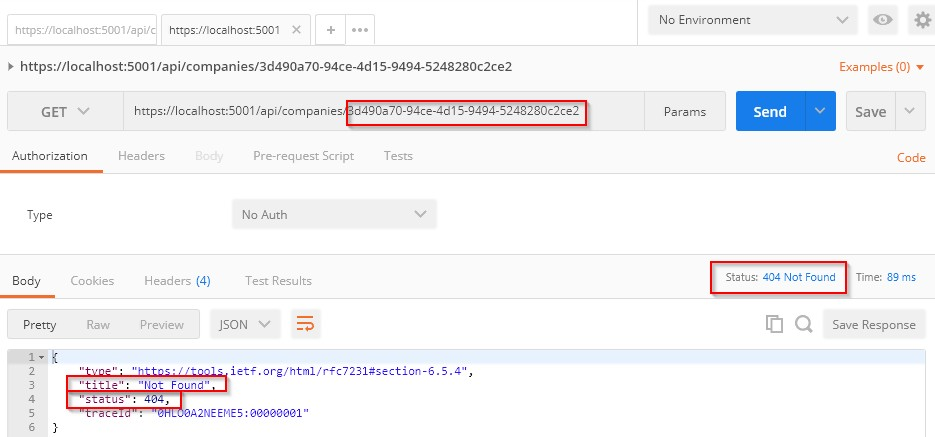 https://localhost:5001/api/c
https://localhost:5001 ×
+
•••
No Environment
https://localhost:5001/api/companies/3d490a70-94ce-4d15-9494-5248280c2ce2
Examples (0)
GET
https://localhost:5001/api/companies/3d490a70-94ce-4d15-9494-5248280c2ce2
Params
Send
Save
Authorization
Headers
Body
Pre-request Script
Tests
Code
Type
No Auth
Body
Cookies
Headers (4)
Test Results
Status: 404 Not Found
Time: 89 ms
Pretty
Raw
Preview
JSON
Save Response
1 {
2 "type": "https://tools.ietf.org/html/rfc7231#section-6.5.4",
3 "title": "Not Found",
4 "status": 404,
5 "traceId": "0HLO0A2NEEME5:00000001"
6 }